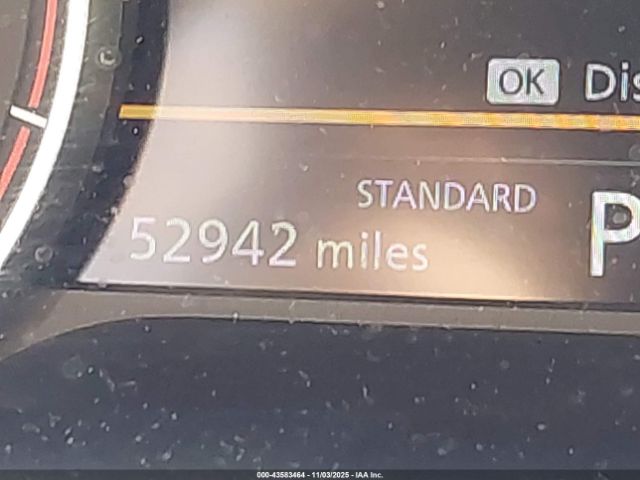 OK Dis
STANDARD
P
52942 miles
000-43583464 - 11/03/2025 - IAA Inc.